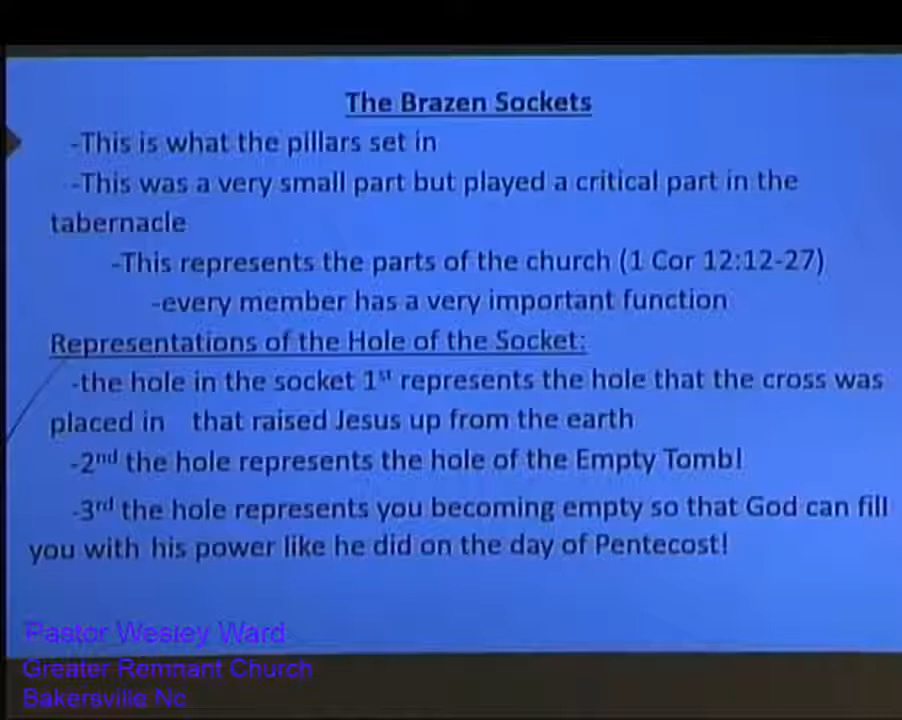 The Brazen Sockets
-This is what the pillars set in
-This was a very small part but played a critical part in the
tabernacle
-This represents the parts of the church (1 Cor 12:12-27)
-every member has a very important function
Representations of the Hole of the Socket:
-the hole in the socket 1st represents the hole that the cross was
placed in that raised Jesus up from the earth
-2nd the hole represents the hole of the Empty Tomb!
-3rd the hole represents you becoming empty so that God can fill
you with his power like he did on the day of Pentecost!
Pastor Wesley Ward
Greater Remnant Church
Bakersville Nc